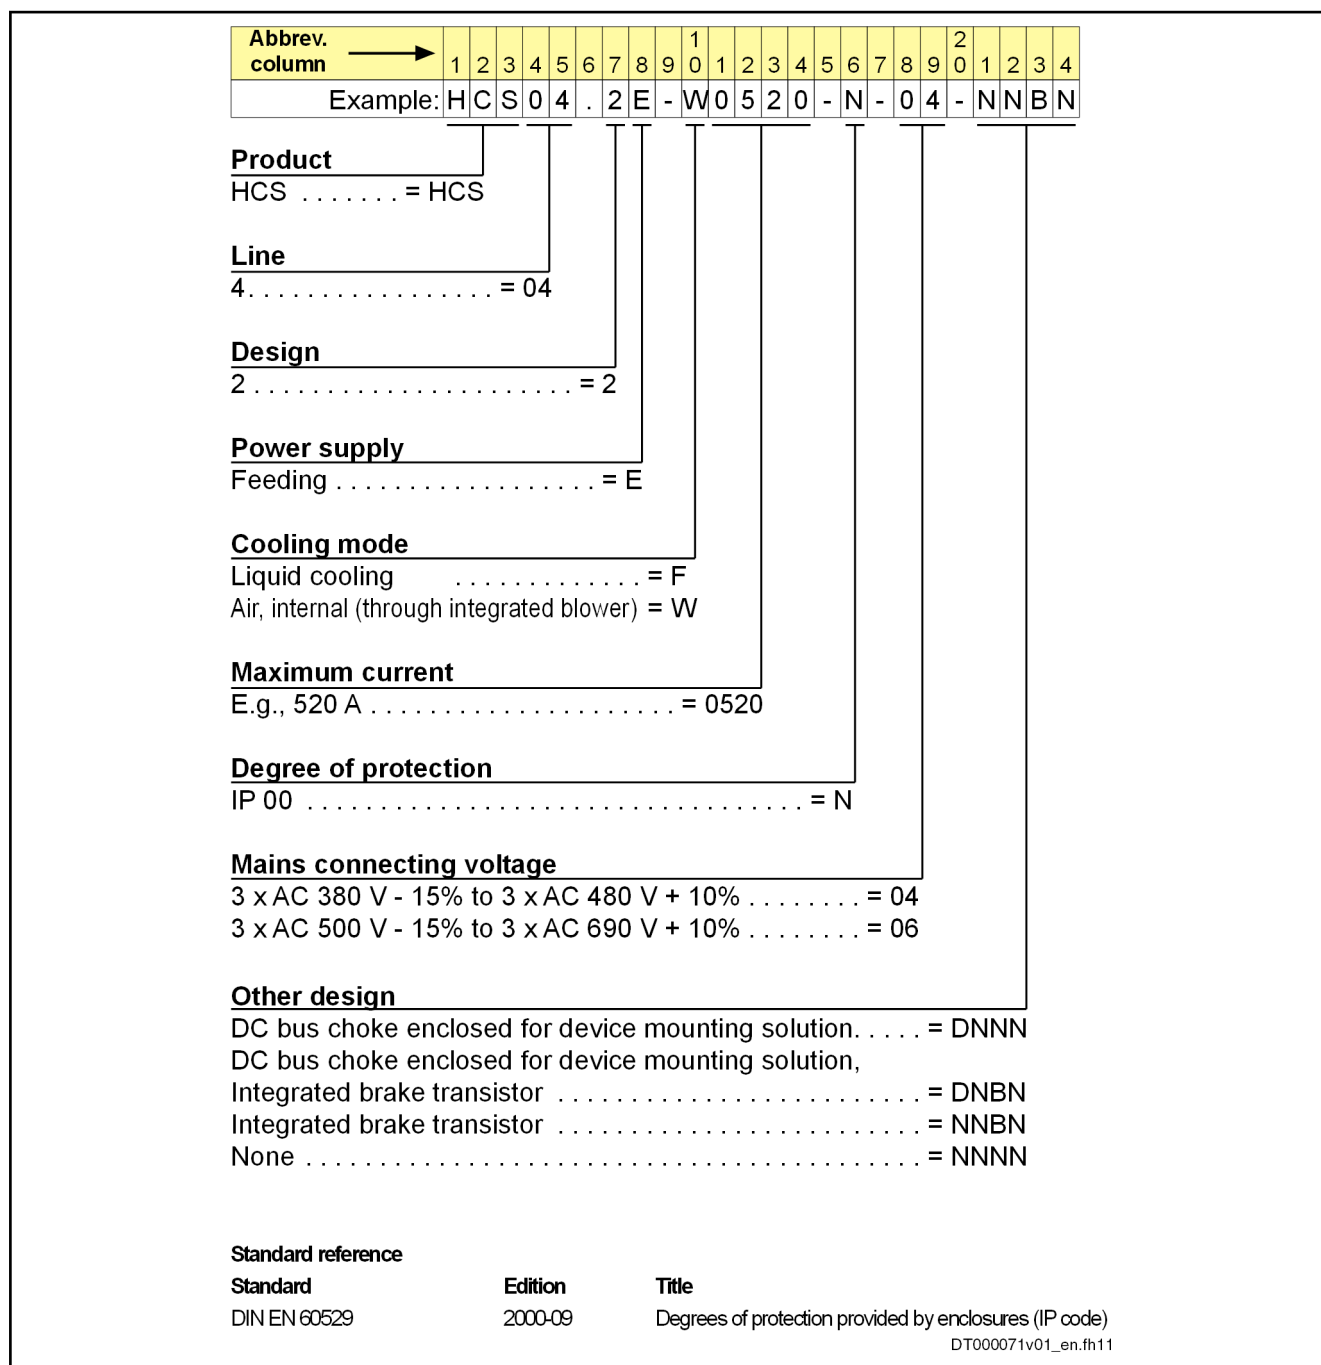 Abbrev. column 1 2 3 4 5 6 7 8 9 10 1 2 3 4 5 6 7 8 9 20 1 2 3 4
Example: H C S 0 4 . 2 E - W 0 5 2 0 - N - 0 4 - N N B N
Product
HCS . . . . . . . = HCS
Line
4. . . . . . . . . . . . . . . . . = 04
Design
2 . . . . . . . . . . . . . . . . . . . . . . = 2
Power supply
Feeding . . . . . . . . . . . . . . . . . . = E
Cooling mode
Liquid cooling . . . . . . . . . . . . . = F
Air, internal (through integrated blower) = W
Maximum current
E.g., 520 A . . . . . . . . . . . . . . . . . . . . . = 0520
Degree of protection
IP 00 . . . . . . . . . . . . . . . . . . . . . . . . . . . . . . . . . . = N
Mains connecting voltage
3 x AC 380 V - 15% to 3 x AC 480 V + 10% . . . . . . . . = 04
3 x AC 500 V - 15% to 3 x AC 690 V + 10% . . . . . . . . = 06
Other design
DC bus choke enclosed for device mounting solution. . . . . = DNNN
DC bus choke enclosed for device mounting solution,
Integrated brake transistor . . . . . . . . . . . . . . . . . . . . . . . . . = DNBN
Integrated brake transistor . . . . . . . . . . . . . . . . . . . . . . . . . = NNBN
None . . . . . . . . . . . . . . . . . . . . . . . . . . . . . . . . . . . . . . . . . . = NNNN
Standard reference
Standard Edition Title
DIN EN 60529 2000-09 Degrees of protection provided by enclosures (IP code)
DT000071v01_en.fh11